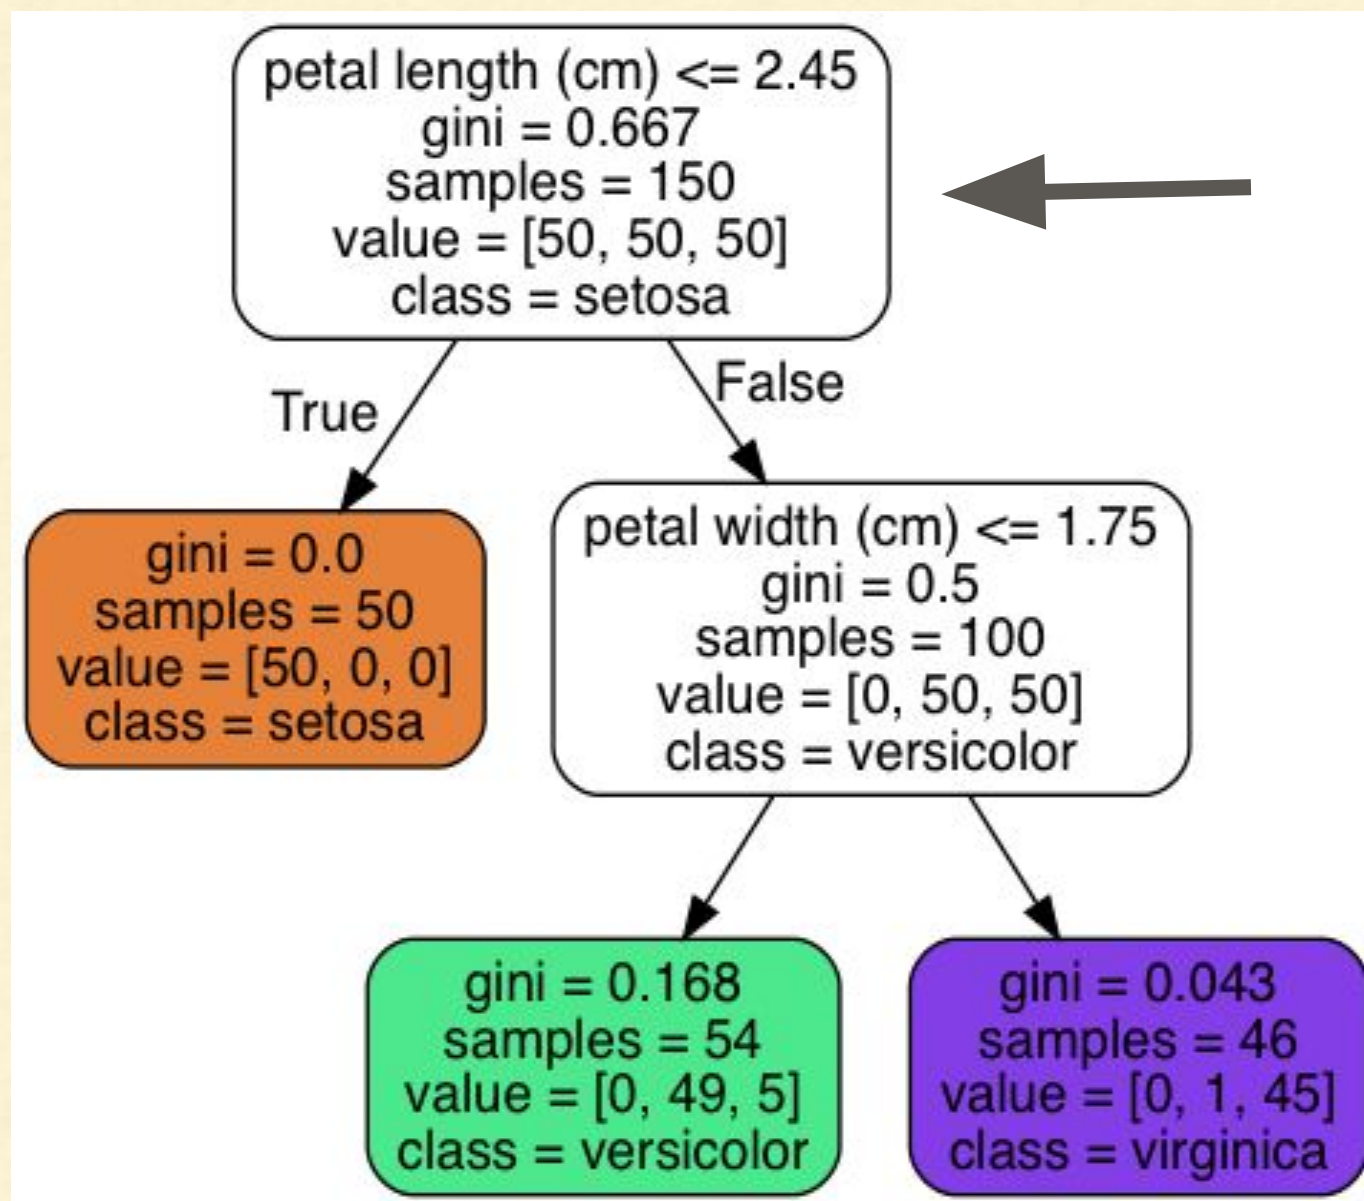 petal length (cm) <= 2.45
gini = 0.667
samples = 150
value = [50, 50, 50]
class = setosa
True
False
gini = 0.0
samples = 50
value = [50, 0, 0]
class = setosa
petal width (cm) <= 1.75
gini = 0.5
samples = 100
value = [0, 50, 50]
class = versicolor
gini = 0.168
samples = 54
value = [0, 49, 5]
class = versicolor
gini = 0.043
samples = 46
value = [0, 1, 45]
class = virginica